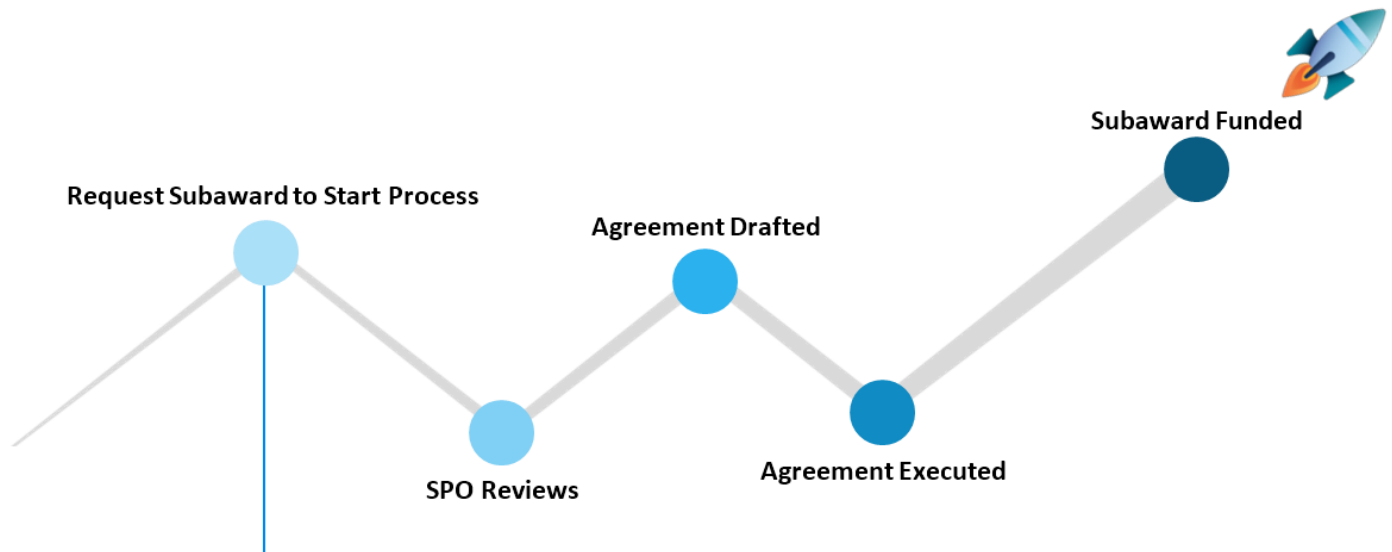 Request Subaward to Start Process
SPO Reviews
Agreement Drafted
Agreement Executed
Subaward Funded